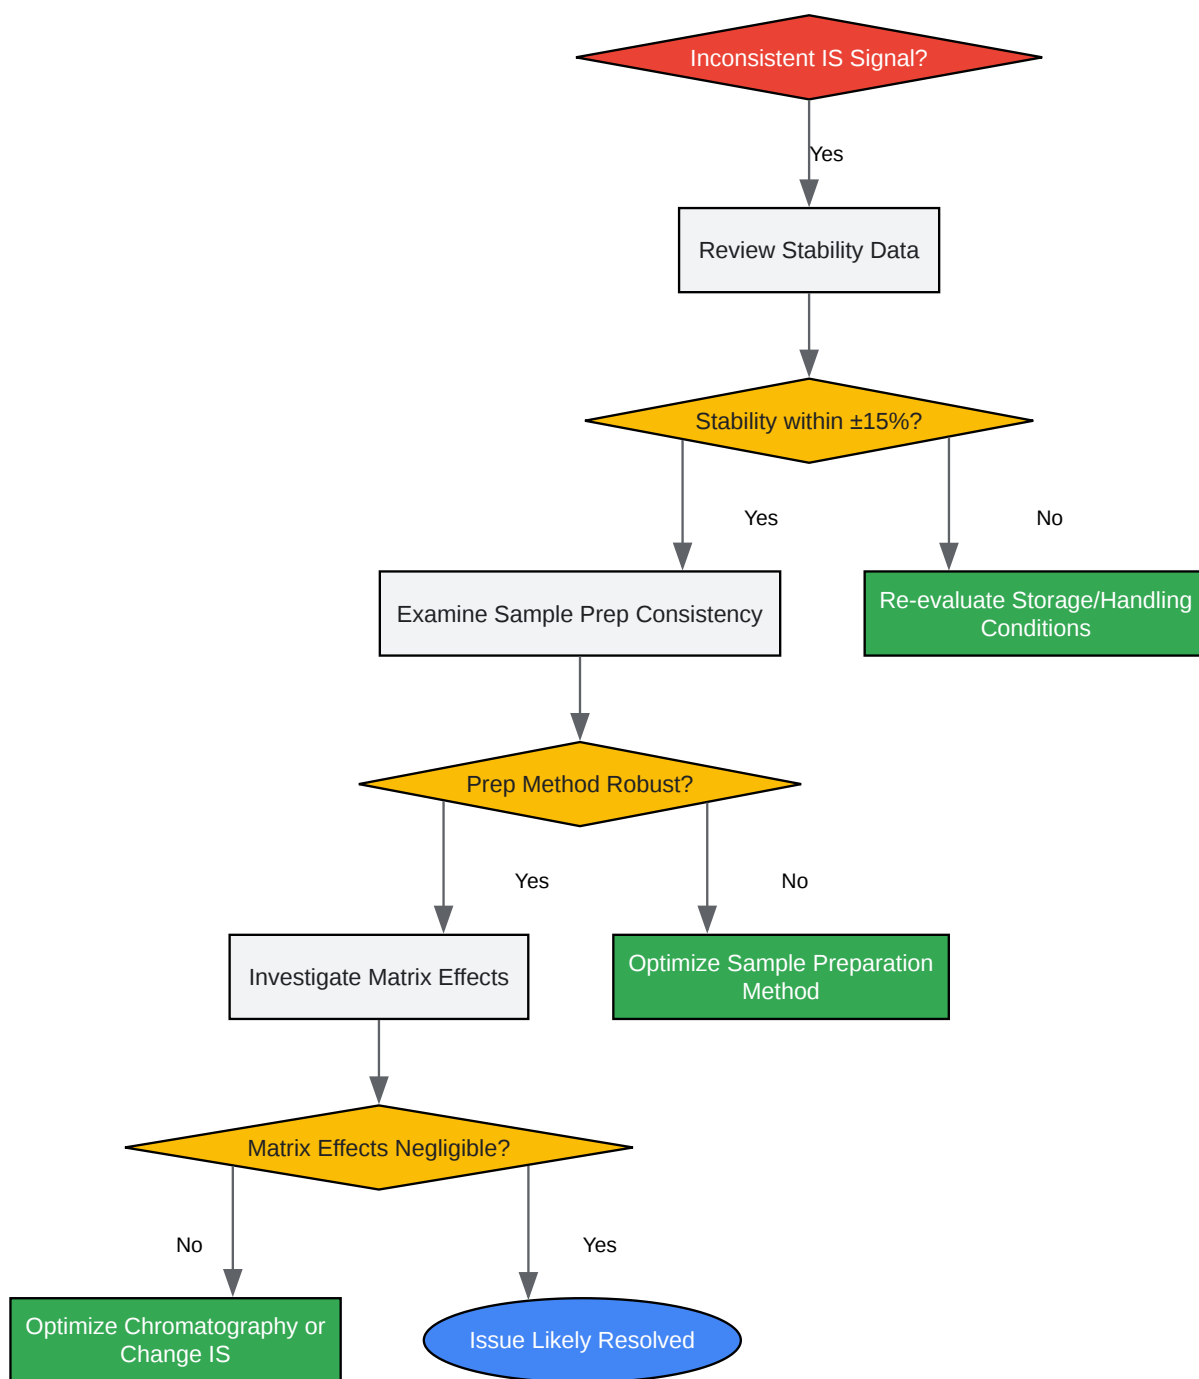 Inconsistent IS Signal?
Yes
Review Stability Data
Stability within ±15%?
Yes
No
Examine Sample Prep Consistency
Re-evaluate Storage/Handling
Conditions
Prep Method Robust?
Yes
No
Investigate Matrix Effects
Optimize Sample Preparation
Method
Matrix Effects Negligible?
No
Yes
Optimize Chromatography or
Change IS
Issue Likely Resolved